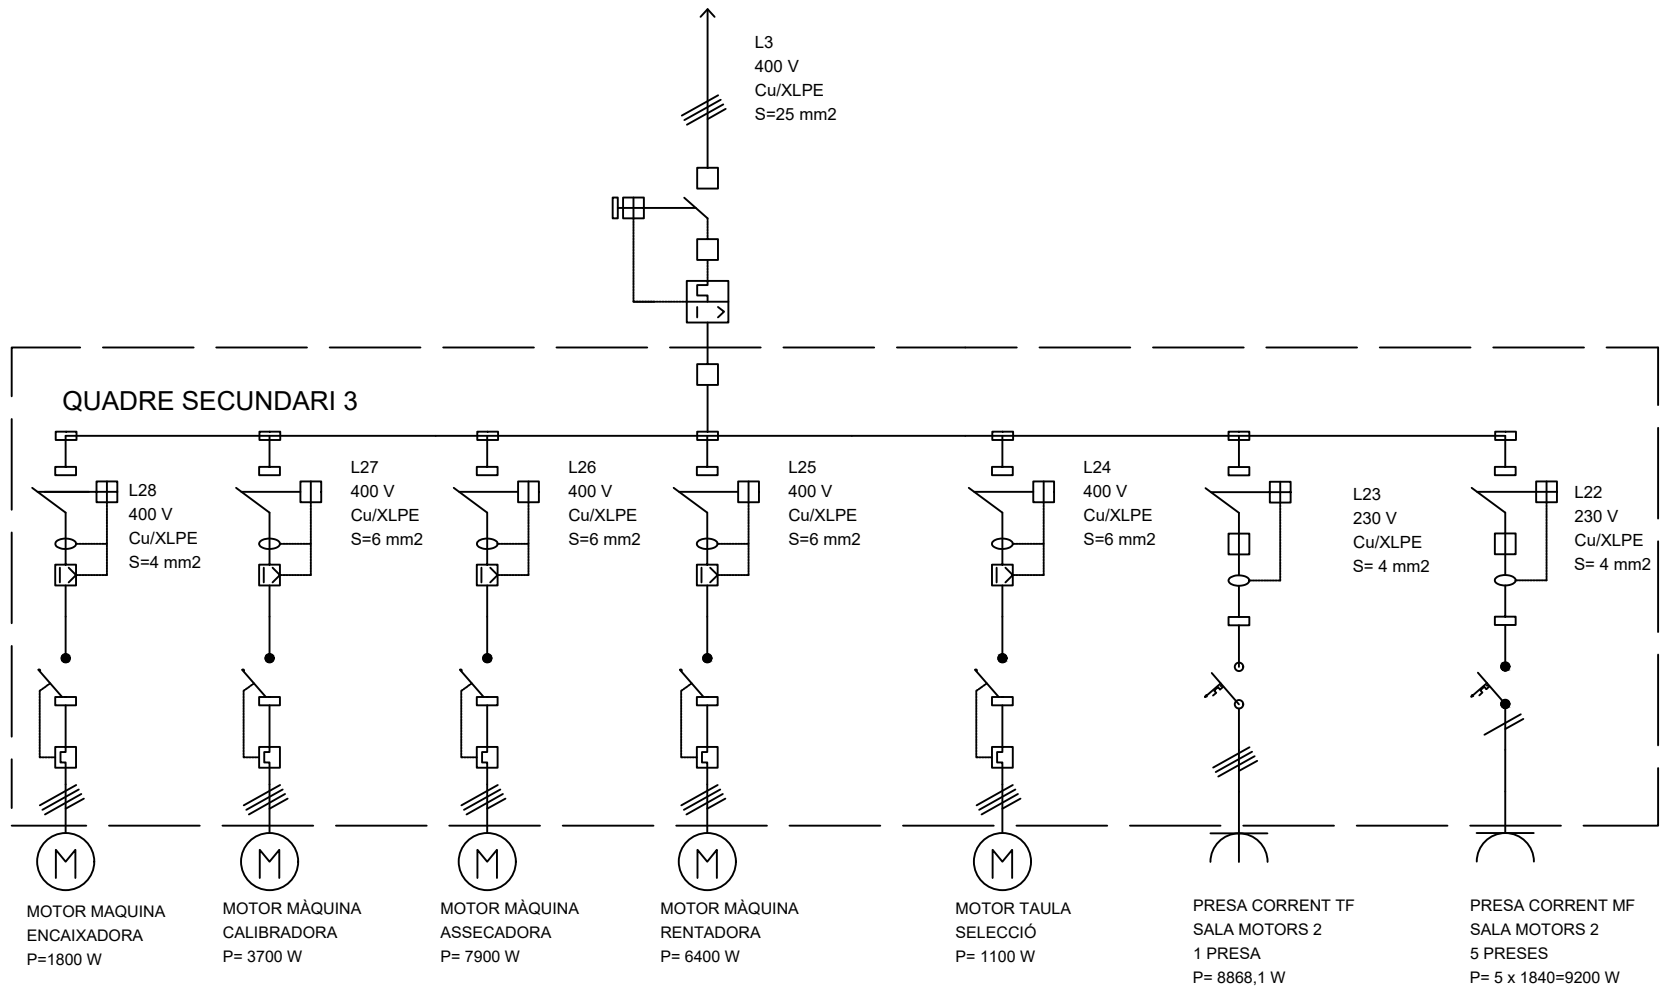 L3
400 V
Cu/XLPE
S=25 mm2
QUADRE SECUNDARI 3
L28
400 V
Cu/XLPE
S=4 mm2
L27
400 V
Cu/XLPE
S=6 mm2
L26
400 V
Cu/XLPE
S=6 mm2
L25
400 V
Cu/XLPE
S=6 mm2
L24
400 V
Cu/XLPE
S=6 mm2
L23
230 V
Cu/XLPE
S= 4 mm2
L22
230 V
Cu/XLPE
S= 4 mm2
M
M
M
M
M
MOTOR MAQUINA
ENCAIXADORA
P=1800 W
MOTOR MÀQUINA
CALIBRADORA
P= 3700 W
MOTOR MÀQUINA
ASSECADORA
P= 7900 W
MOTOR MÀQUINA
RENTADORA
P= 6400 W
MOTOR TAULA
SELECCIÓ
P= 1100 W
PRESA CORRENT TF
SALA MOTORS 2
1 PRESA
P= 8868,1 W
PRESA CORRENT MF
SALA MOTORS 2
5 PRESES
P= 5 x 1840=9200 W